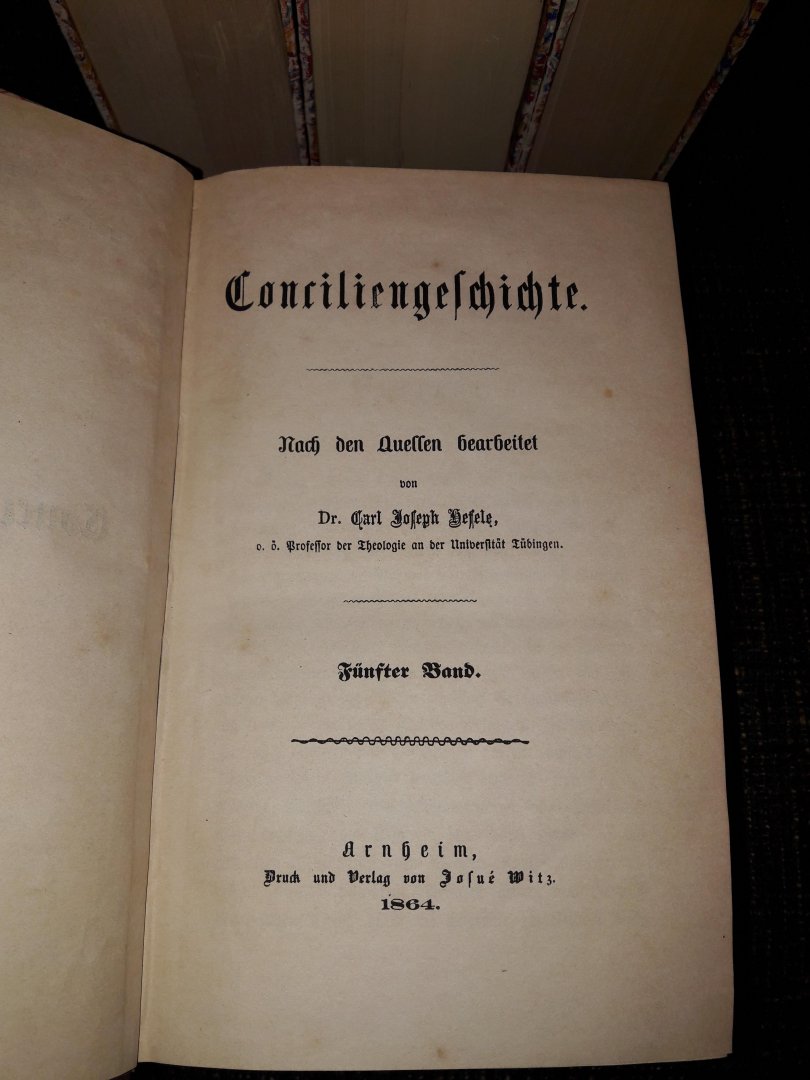 Conciliengeschichte.
Nach den Quellen bearbeitet
von
Dr. Carl Joseph Hefele,
o. ö. Professor der Theologie an der Universität Tübingen.
Fünfter Band.
Arnheim,
Druck und Verlag von Josué Witz.
1864.